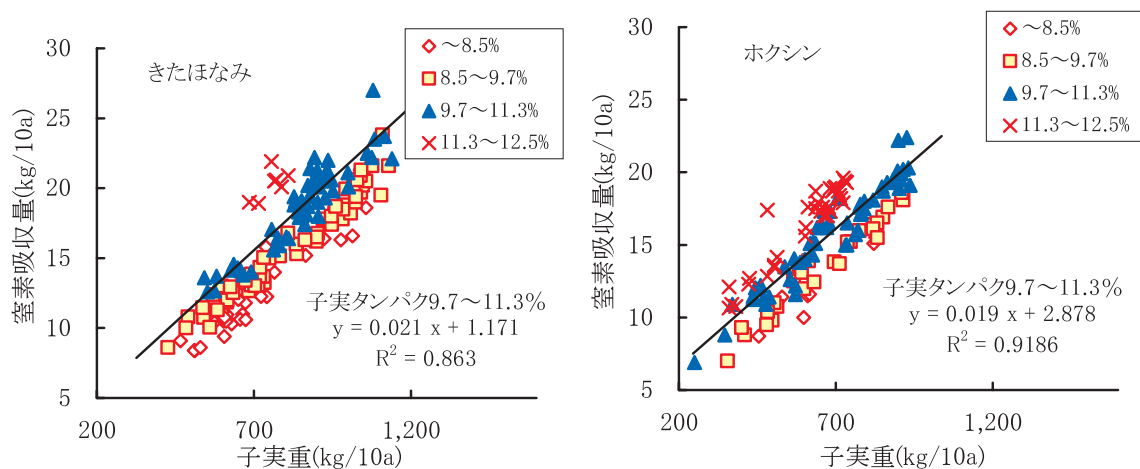 きたほなみ
～8.5%
8.5～9.7%
9.7～11.3%
11.3～12.5%
窒素吸収量(kg/10a)
30
25
20
15
10
5
子実タンパク9.7～11.3%
y = 0.021 x + 1.171
R² = 0.863
200
700
1,200
子実重(kg/10a)
ホクシン
～8.5%
8.5～9.7%
9.7～11.3%
11.3～12.5%
窒素吸収量(kg/10a)
30
25
20
15
10
5
子実タンパク9.7～11.3%
y = 0.019 x + 2.878
R² = 0.9186
200
700
1,200
子実重(kg/10a)